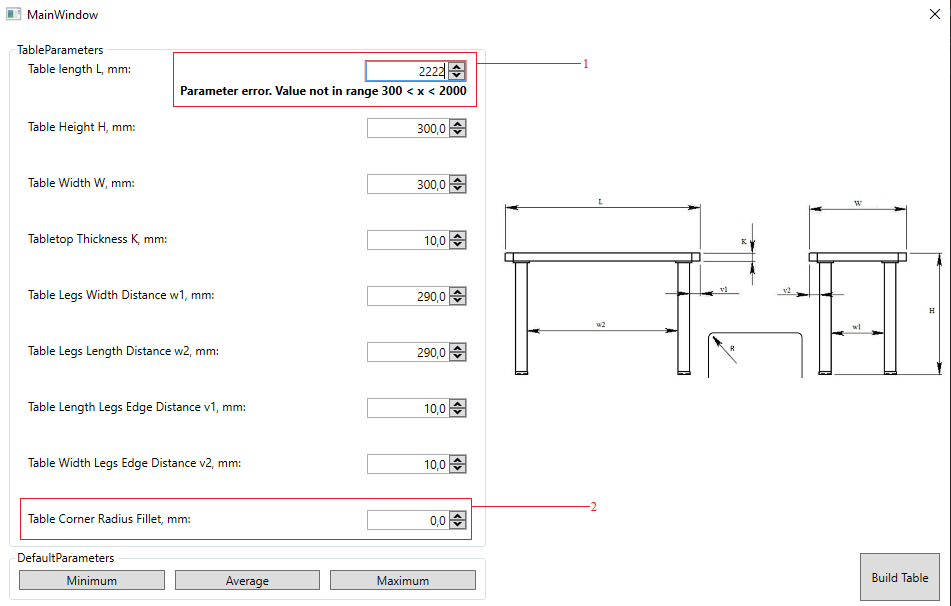 MainWindow
TableParameters
Table length L, mm:
2222
1
Parameter error. Value not in range 300 < x < 2000
Table Height H, mm:
300,0
Table Width W, mm:
300,0
Tabletop Thickness K, mm:
10,0
Table Legs Width Distance w1, mm:
290,0
Table Legs Length Distance w2, mm:
290,0
Table Length Legs Edge Distance v1, mm:
10,0
Table Width Legs Edge Distance v2, mm:
10,0
Table Corner Radius Fillet, mm:
0,0
2
L
W
K
v1
v2
H
w2
w1
R
DefaultParameters
Minimum
Average
Maximum
Build Table